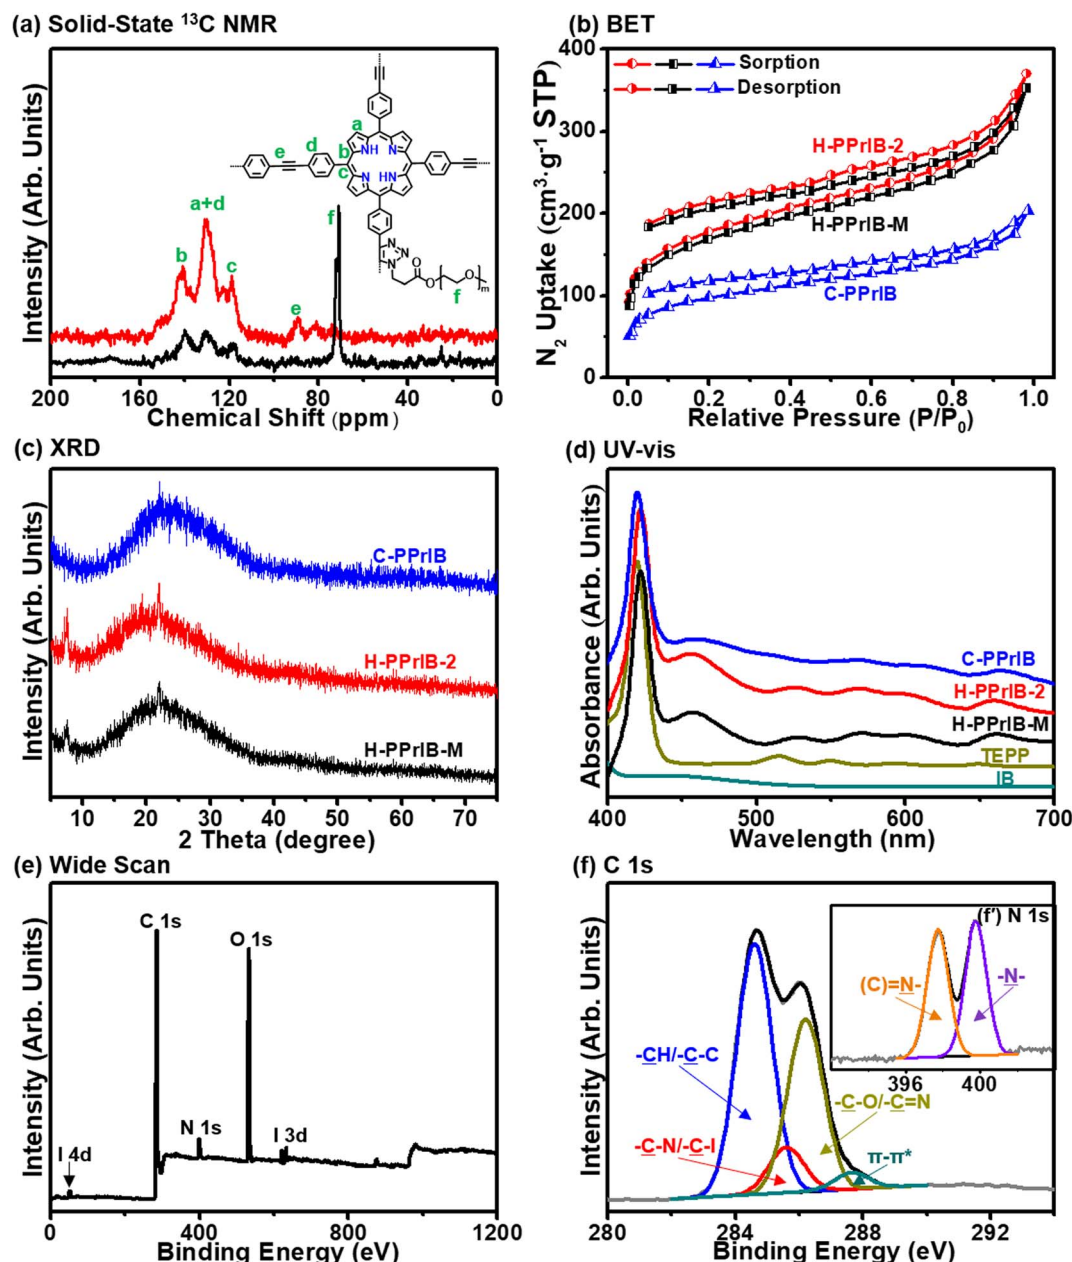 (a) Solid-State ¹³C NMR
Intensity (Arb. Units)
a
b
c
d
e
NH
N
N
HN
N
N
N
N
O
O
O
m
f
a+d
b
c
e
f
200 160 120 80 40 0
Chemical Shift (ppm)
(b) BET
N₂ Uptake (cm³·g⁻¹ STP)
400
300
200
100
0
Sorption
Desorption
H-PPrIB-2
H-PPrIB-M
C-PPrIB
0.0 0.2 0.4 0.6 0.8 1.0
Relative Pressure (P/P₀)
(c) XRD
Intensity (Arb. Units)
C-PPrIB
H-PPrIB-2
H-PPrIB-M
10 20 30 40 50 60 70
2 Theta (degree)
(d) UV-vis
Absorbance (Arb. Units)
C-PPrIB
H-PPrIB-2
H-PPrIB-M
TEPP
IB
400 500 600 700
Wavelength (nm)
(e) Wide Scan
Intensity (Arb. Units)
C 1s
O 1s
N 1s
I 3d
I 4d
0 400 800 1200
Binding Energy (eV)
(f) C 1s
Intensity (Arb. Units)
-CH/-C-C
-C-N/-C-I
-C-O/-C=N
π-π*
280 284 288 292
Binding Energy (eV)
(f') N 1s
(C)=N-
-N-
396 400